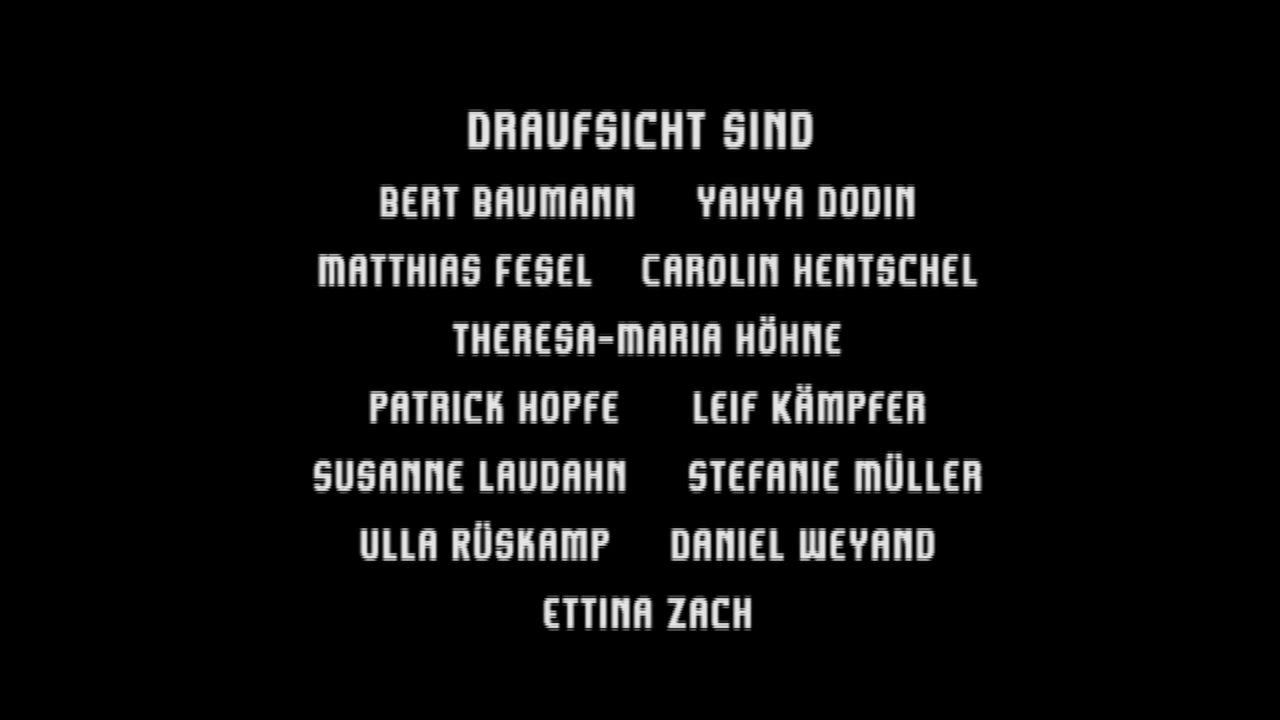 DRAUFSICHT SIND
BERT BAUMANN YAHYA DODIN
MATTHIAS FESEL CAROLIN HENTSCHEL
THERESA-MARIA HÖHNE
PATRICK HOPFE LEIF KÄMPFER
SUSANNE LAUDAHN STEFANIE MÜLLER
ULLA RÜSKAMP DANIEL WEYAND
ETTINA ZACH